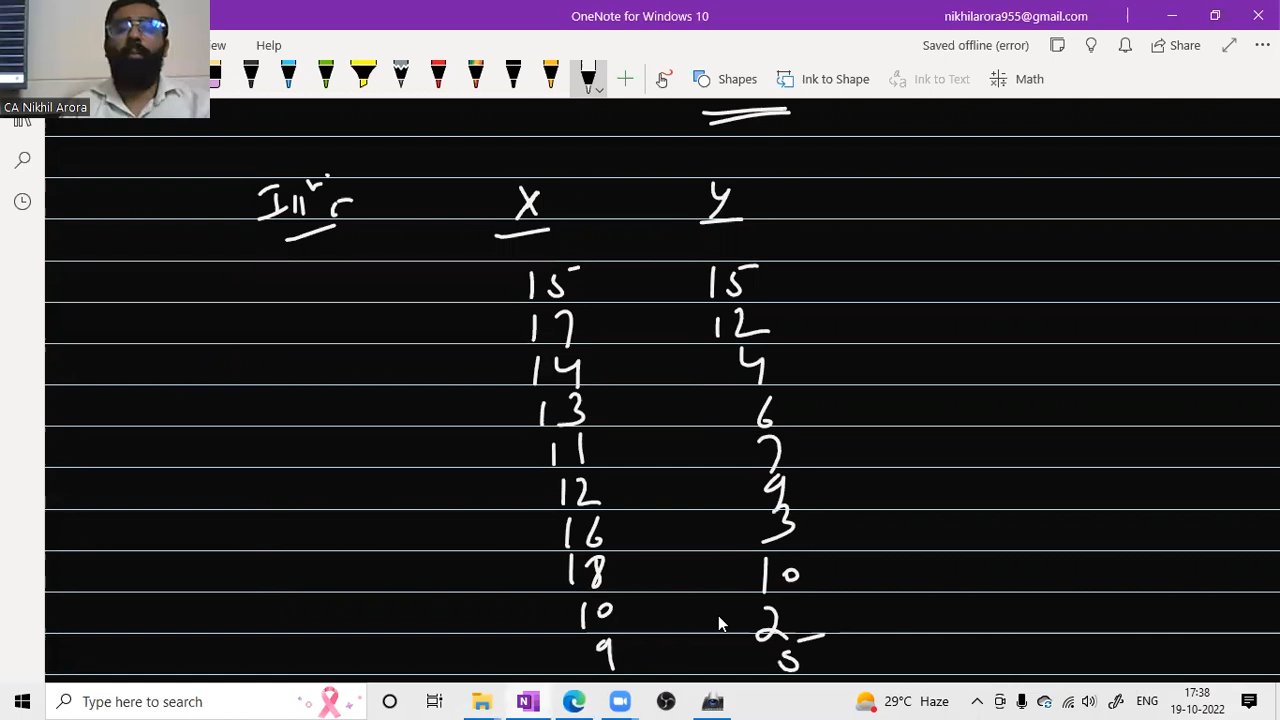 OneNote for Windows 10
nikhilarora955@gmail.com
Help
Saved offline (error)
Share
Shapes
Ink to Shape
Ink to Text
Math
CA Nikhil Arora
X Y
15 15
17 12
14 4
13 6
11 7
12 9
16 3
18 10
10 2
9 5
Type here to search
29°C Haze
ENG
17:38
19-10-2022